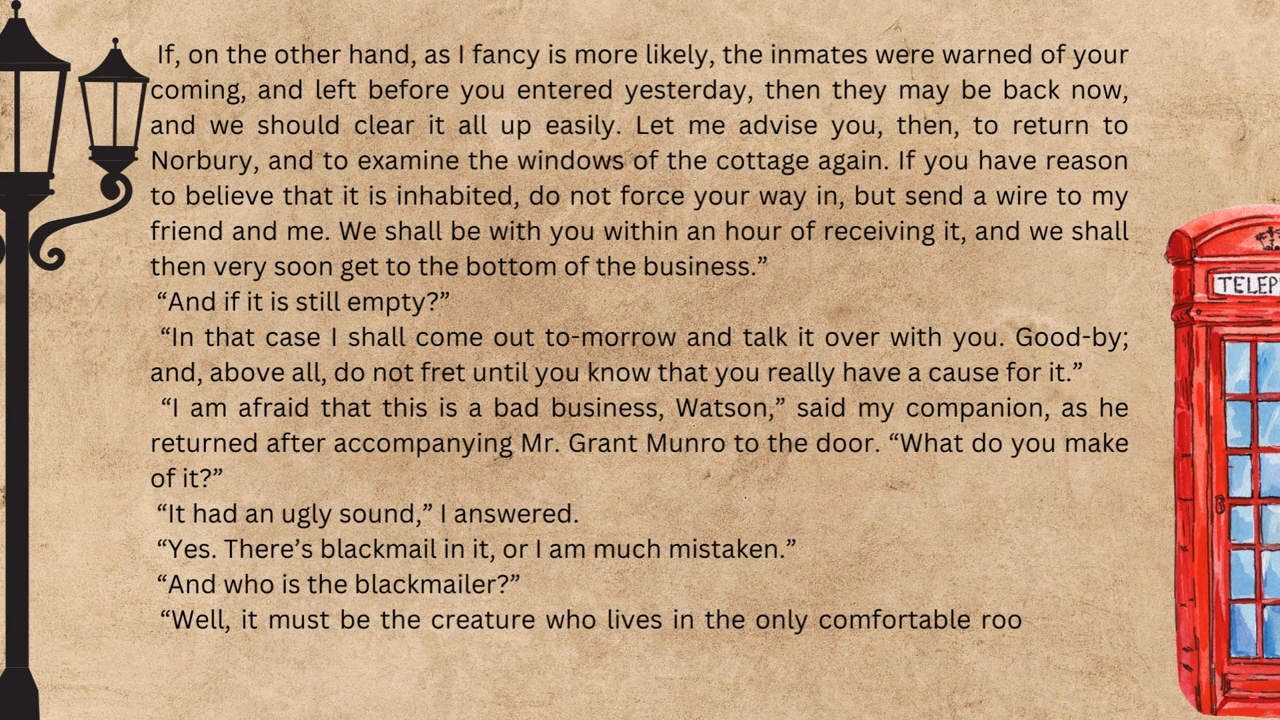 If, on the other hand, as I fancy is more likely, the inmates were warned of your
coming, and left before you entered yesterday, then they may be back now,
and we should clear it all up easily. Let me advise you, then, to return to
Norbury, and to examine the windows of the cottage again. If you have reason
to believe that it is inhabited, do not force your way in, but send a wire to my
friend and me. We shall be with you within an hour of receiving it, and we shall
then very soon get to the bottom of the business.”
“And if it is still empty?”
“In that case I shall come out to-morrow and talk it over with you. Good-by;
and, above all, do not fret until you know that you really have a cause for it.”
“I am afraid that this is a bad business, Watson,” said my companion, as he
returned after accompanying Mr. Grant Munro to the door. “What do you make
of it?”
“It had an ugly sound,” I answered.
“Yes. There’s blackmail in it, or I am much mistaken.”
“And who is the blackmailer?”
“Well, it must be the creature who lives in the only comfortable roo
TELEP